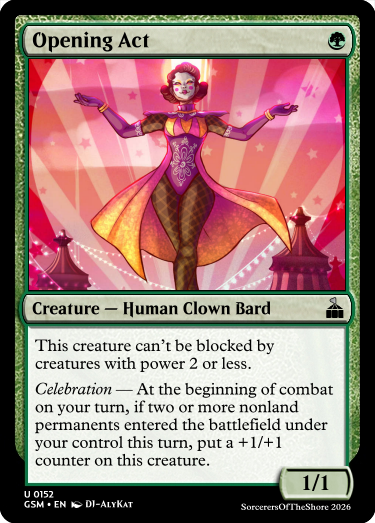 Opening Act
Creature — Human Clown Bard
This creature can't be blocked by
creatures with power 2 or less.
Celebration — At the beginning of combat
on your turn, if two or more nonland
permanents entered the battlefield under
your control this turn, put a +1/+1
counter on this creature.
1/1
U 0152
GSM • EN DI-ALYKAT
SorcerersOfTheShore 2026